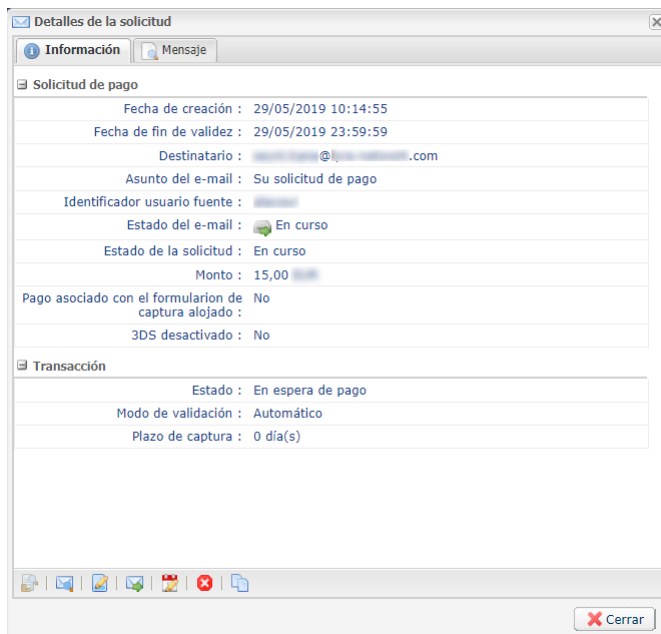 Detalles de la solicitud
Información Mensaje
Solicitud de pago
Fecha de creación : 29/05/2019 10:14:55
Fecha de fin de validez : 29/05/2019 23:59:59
Destinatario : @ .com
Asunto del e-mail : Su solicitud de pago
Identificador usuario fuente :
Estado del e-mail : En curso
Estado de la solicitud : En curso
Monto : 15,00
Pago asociado con el formularion de No
captura alojado :
3DS desactivado : No
Transacción
Estado : En espera de pago
Modo de validación : Automático
Plazo de captura : 0 día(s)
Cerrar